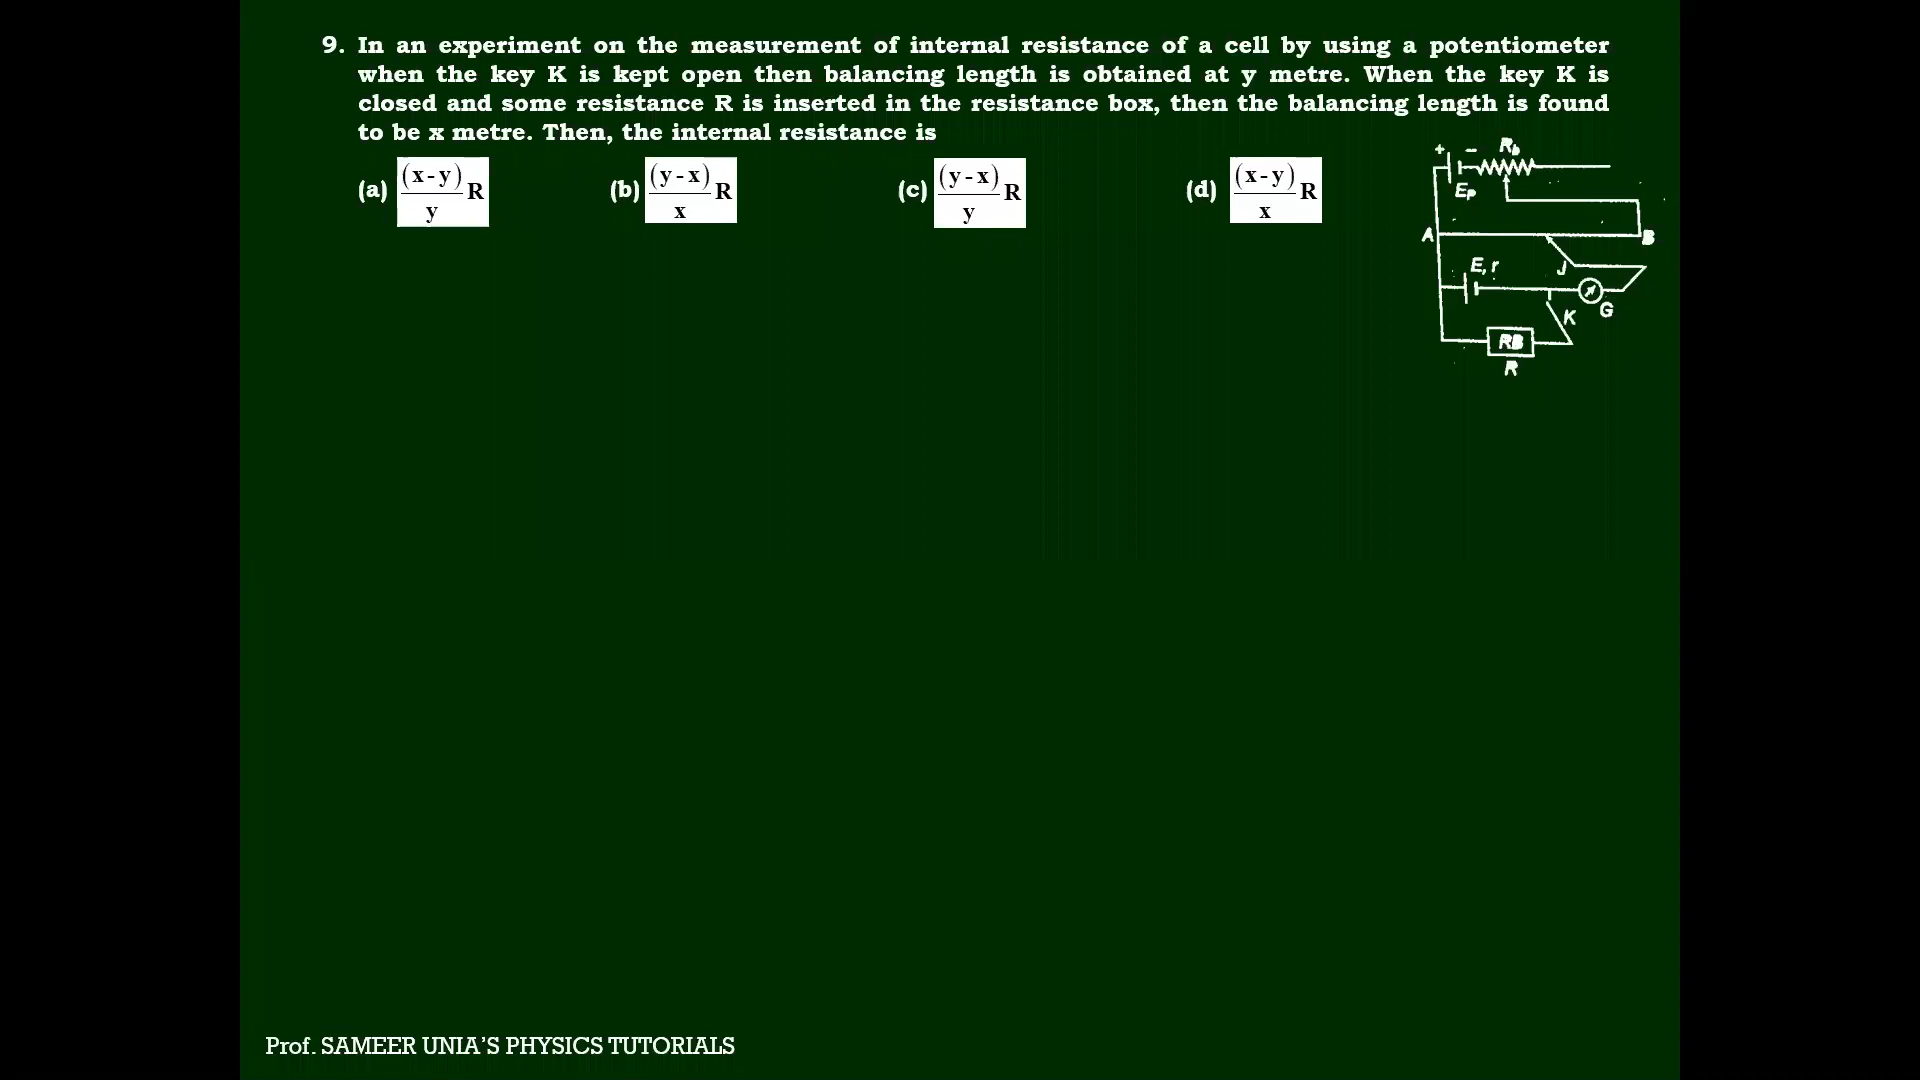 9. In an experiment on the measurement of internal resistance of a cell by using a potentiometer
when the key K is kept open then balancing length is obtained at y metre. When the key K is
closed and some resistance R is inserted in the resistance box, then the balancing length is found
to be x metre. Then, the internal resistance is
(a) (x-y)/y R (b) (y-x)/x R (c) (y-x)/y R (d) (x-y)/x R
+ − Rb
Ep
A B
E, r J
G
K
RB
R
Prof. SAMEER UNIA’S PHYSICS TUTORIALS